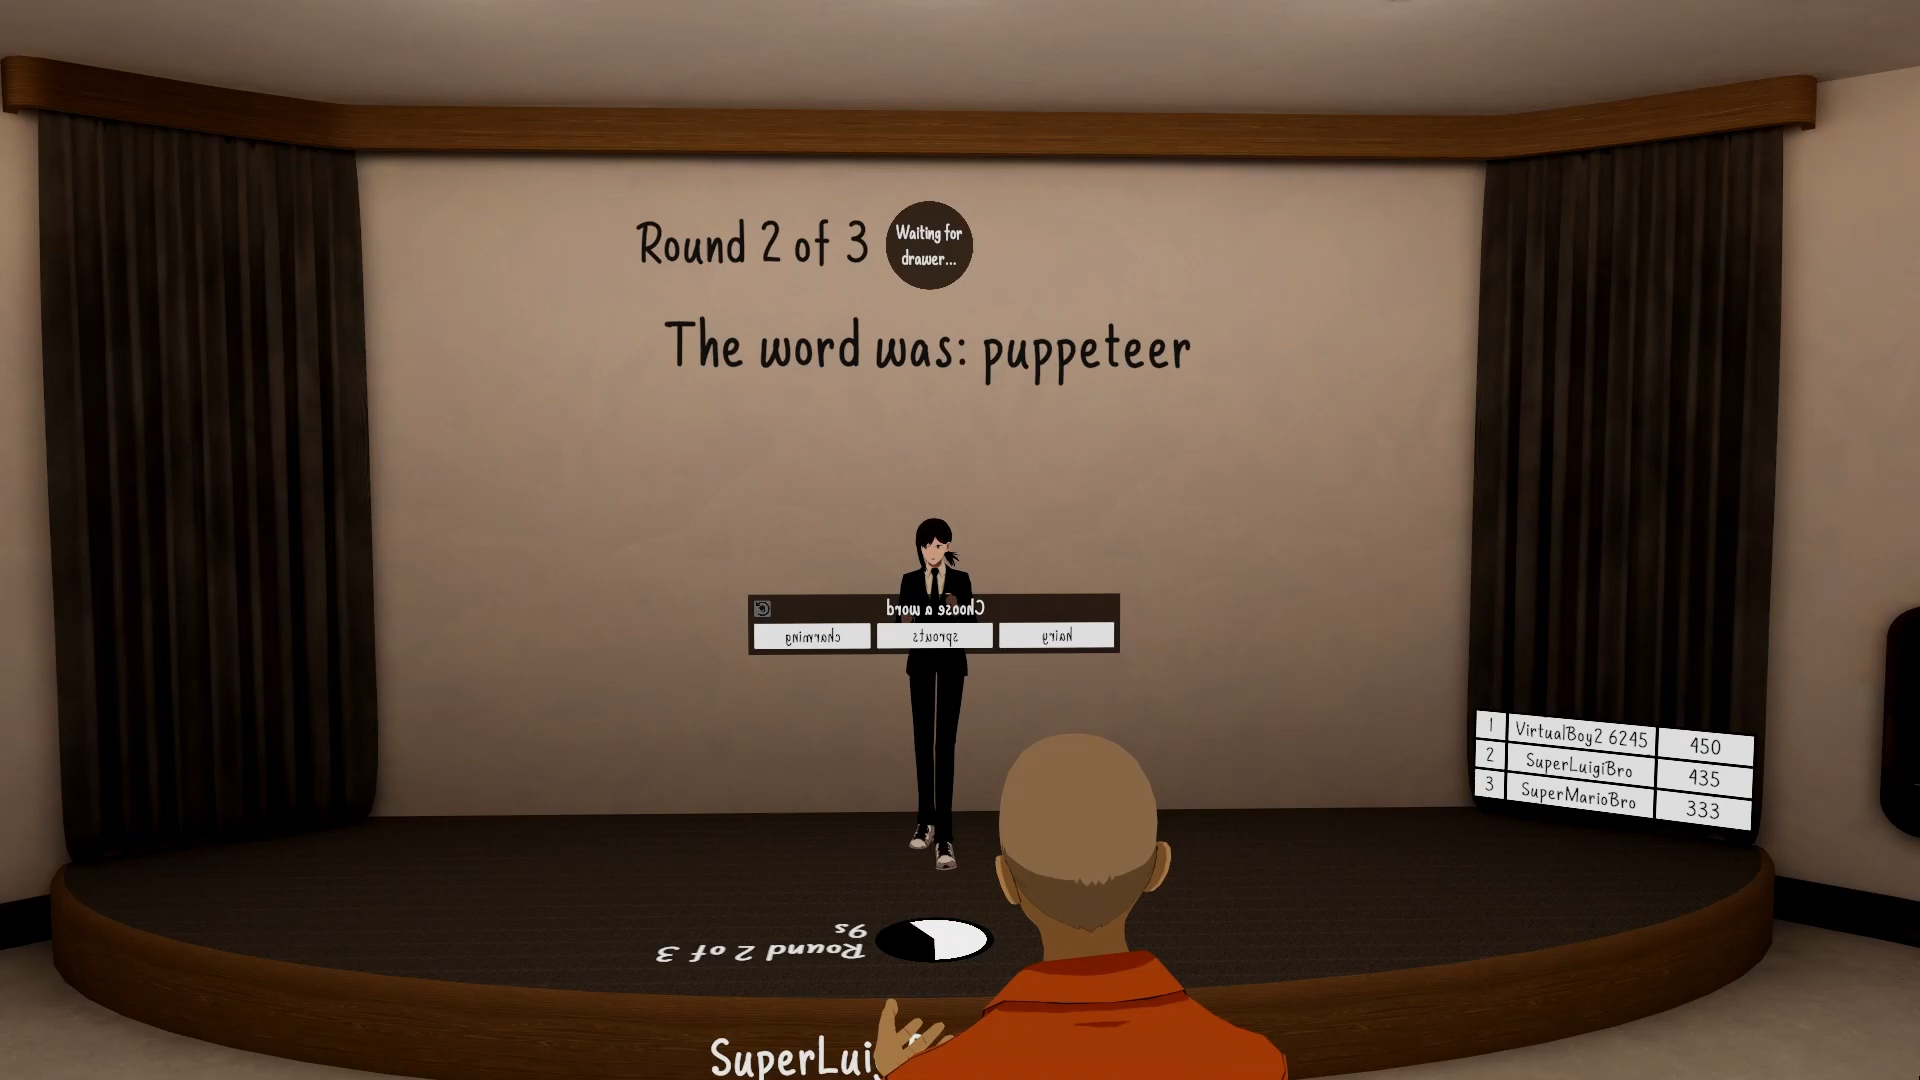 Round 2 of 3
Waiting for
drawer...
The word was: puppeteer
Choose a word
charming
sprouts
hairy
1 VirtualBoy2 6245 450
2 SuperLuigiBro 435
3 SuperMarioBro 333
9s
Round 2 of 3